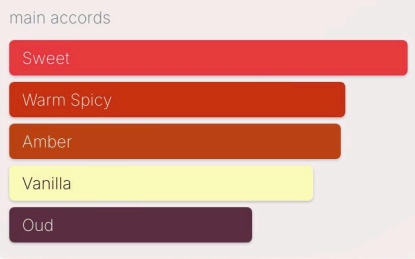 main accords
Sweet
Warm Spicy
Amber
Vanilla
Oud